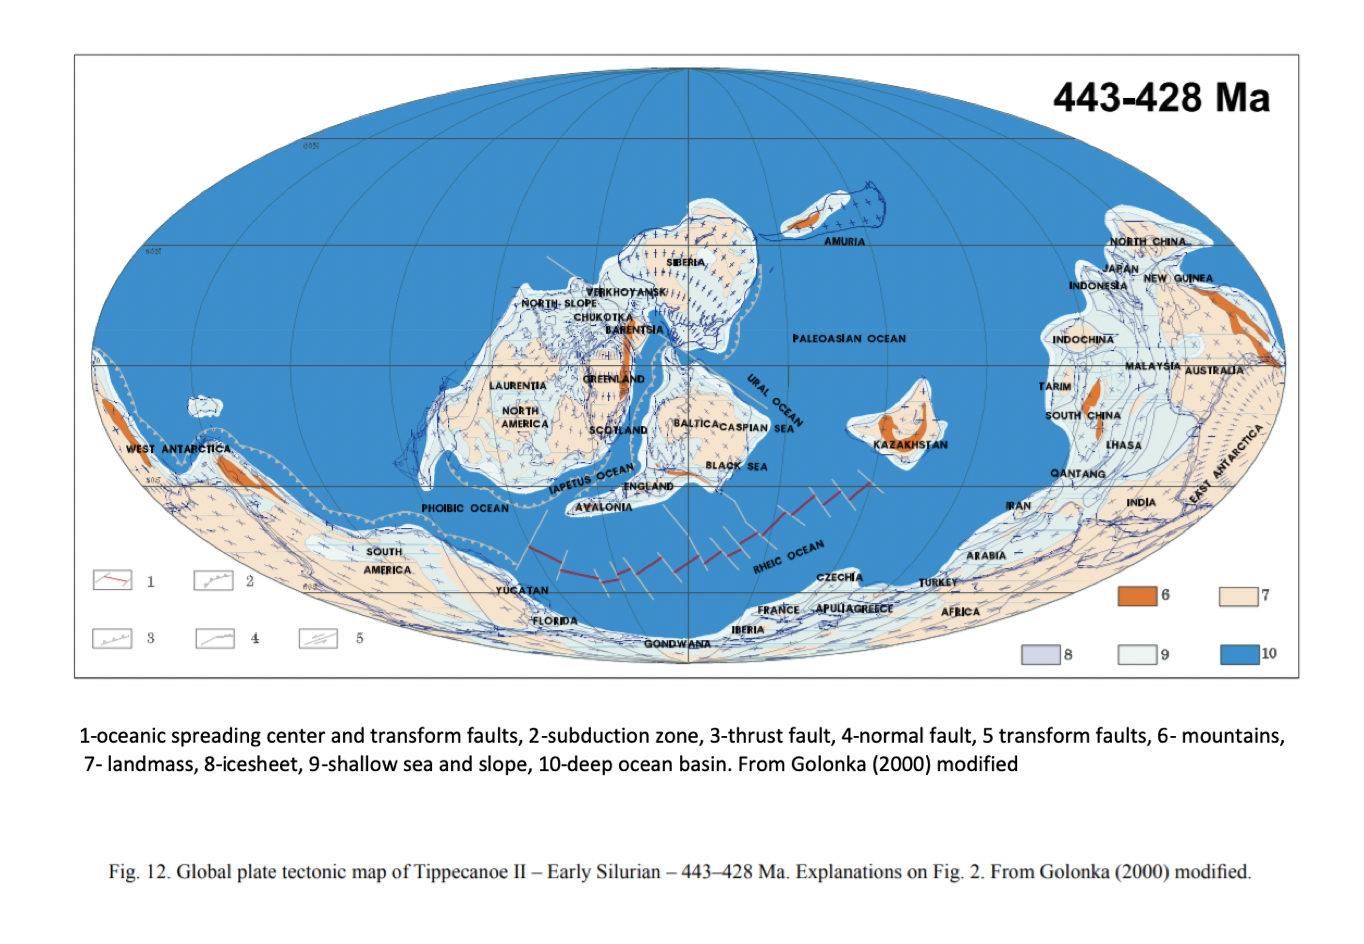 443-428 Ma
AMURIA
NORTH CHINA
SIBERIA
JAPAN
NEW GUINEA
INDONESIA
VERKHOYANSK
NORTH SLOPE
CHUKOTKA
BARENTSIA
PALEOASIAN OCEAN
INDOCHINA
MALAYSIA
AUSTRALIA
LAURENTIA
GREENLAND
URAL OCEAN
TARIM
NORTH
AMERICA
SOUTH CHINA
SCOTLAND
BALTICA
CASPIAN SEA
KAZAKHSTAN
LHASA
WEST ANTARCTICA
EAST ANTARCTICA
BLACK SEA
IAPETUS OCEAN
ENGLAND
QANTANG
PHOIBIC OCEAN
AVALONIA
IRAN
INDIA
SOUTH
AMERICA
RHEIC OCEAN
ARABIA
YUCATAN
CZECHIA
TURKEY
FLORIDA
FRANCE
APULIA
GREECE
AFRICA
IBERIA
GONDWANA
1
2
3
4
5
6
7
8
9
10
1-oceanic spreading center and transform faults, 2-subduction zone, 3-thrust fault, 4-normal fault, 5 transform faults, 6- mountains,
7- landmass, 8-icesheet, 9-shallow sea and slope, 10-deep ocean basin. From Golonka (2000) modified
Fig. 12. Global plate tectonic map of Tippecanoe II – Early Silurian – 443–428 Ma. Explanations on Fig. 2. From Golonka (2000) modified.